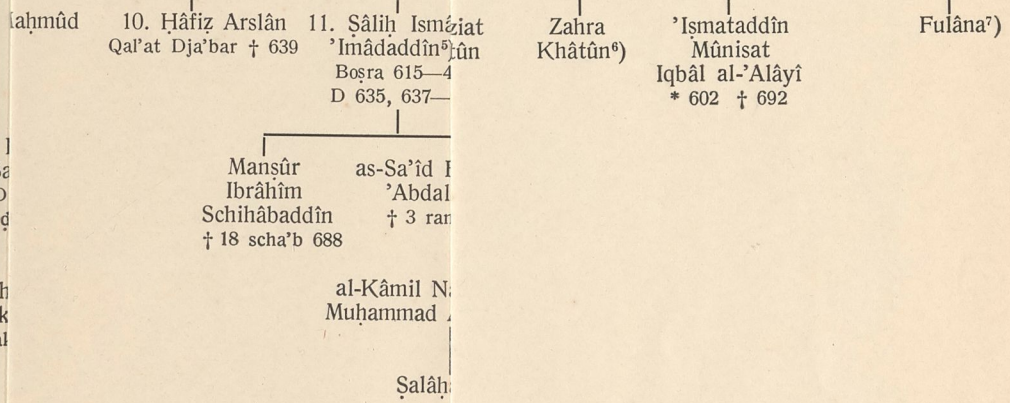 10. Ḥâfiẓ Arslân
Qal’at Dja’bar † 639
11. Ṣâliḥ
’Imâdaddîn⁵)
Boṣra 615—4
D 635, 637—
Zahra
Khâtûn⁶)
’Iṣmataddîn
Mûnisat
Iqbâl al-’Alâyî
* 602 † 692
Fulâna⁷)
Manṣûr
Ibrâhîm
Schihâbaddîn
† 18 scha’b 688
as-Sa’îd
’Abdal
† 3 ran
al-Kâmil
Muḥammad
Ṣalâḥ